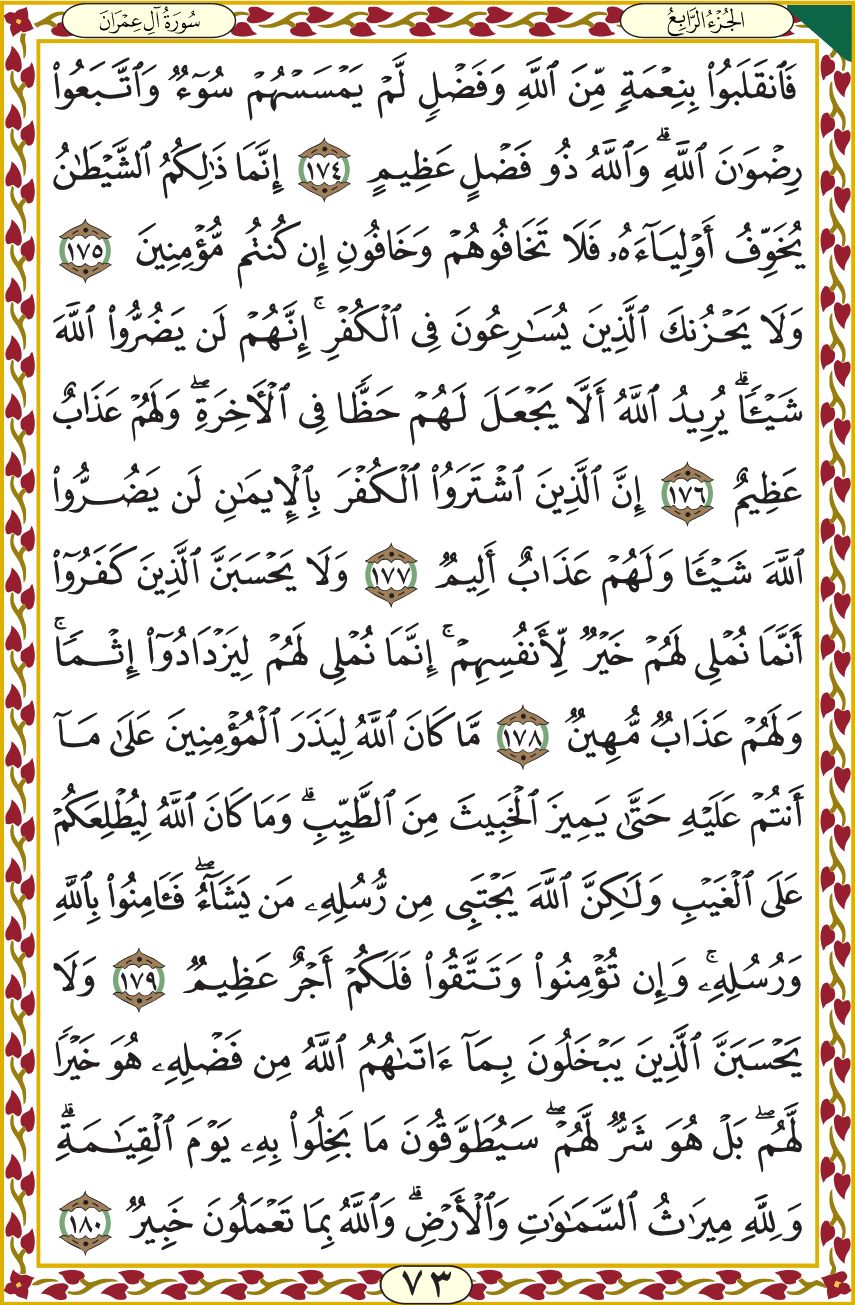 الجُزْءُ الرَّابِعُ
سُورَةُ آلِ عِمْرَانَ
فَٱنقَلَبُوا۟ بِنِعْمَةٍ مِّنَ ٱللَّهِ وَفَضْلٍ لَّمْ يَمْسَسْهُمْ سُوٓءٌ وَٱتَّبَعُوا۟
رِضْوَٰنَ ٱللَّهِ ۗ وَٱللَّهُ ذُو فَضْلٍ عَظِيمٍ ١٧٤ إِنَّمَا ذَٰلِكُمُ ٱلشَّيْطَٰنُ
يُخَوِّفُ أَوْلِيَآءَهُۥ فَلَا تَخَافُوهُمْ وَخَافُونِ إِن كُنتُم مُّؤْمِنِينَ ١٧٥
وَلَا يَحْزُنكَ ٱلَّذِينَ يُسَٰرِعُونَ فِى ٱلْكُفْرِ ۚ إِنَّهُمْ لَن يَضُرُّوا۟ ٱللَّهَ
شَيْـًٔا ۗ يُرِيدُ ٱللَّهُ أَلَّا يَجْعَلَ لَهُمْ حَظًّا فِى ٱلْـَٔاخِرَةِ ۖ وَلَهُمْ عَذَابٌ
عَظِيمٌ ١٧٦ إِنَّ ٱلَّذِينَ ٱشْتَرَوُا۟ ٱلْكُفْرَ بِٱلْإِيمَٰنِ لَن يَضُرُّوا۟
ٱللَّهَ شَيْـًٔا وَلَهُمْ عَذَابٌ أَلِيمٌ ١٧٧ وَلَا يَحْسَبَنَّ ٱلَّذِينَ كَفَرُوٓا۟
أَنَّمَا نُمْلِى لَهُمْ خَيْرٌ لِّأَنفُسِهِمْ ۚ إِنَّمَا نُمْلِى لَهُمْ لِيَزْدَادُوٓا۟ إِثْمًا ۚ
وَلَهُمْ عَذَابٌ مُّهِينٌ ١٧٨ مَّا كَانَ ٱللَّهُ لِيَذَرَ ٱلْمُؤْمِنِينَ عَلَىٰ مَآ
أَنتُمْ عَلَيْهِ حَتَّىٰ يَمِيزَ ٱلْخَبِيثَ مِنَ ٱلطَّيِّبِ ۗ وَمَا كَانَ ٱللَّهُ لِيُطْلِعَكُمْ
عَلَى ٱلْغَيْبِ وَلَٰكِنَّ ٱللَّهَ يَجْتَبِى مِن رُّسُلِهِۦ مَن يَشَآءُ ۖ فَـَٔامِنُوا۟ بِٱللَّهِ
وَرُسُلِهِۦ ۚ وَإِن تُؤْمِنُوا۟ وَتَتَّقُوا۟ فَلَكُمْ أَجْرٌ عَظِيمٌ ١٧٩ وَلَا
يَحْسَبَنَّ ٱلَّذِينَ يَبْخَلُونَ بِمَآ ءَاتَىٰهُمُ ٱللَّهُ مِن فَضْلِهِۦ هُوَ خَيْرًا
لَّهُم ۖ بَلْ هُوَ شَرٌّ لَّهُمْ ۖ سَيُطَوَّقُونَ مَا بَخِلُوا۟ بِهِۦ يَوْمَ ٱلْقِيَٰمَةِ ۗ
وَلِلَّهِ مِيرَٰثُ ٱلسَّمَٰوَٰتِ وَٱلْأَرْضِ ۗ وَٱللَّهُ بِمَا تَعْمَلُونَ خَبِيرٌ ١٨٠
٧٣